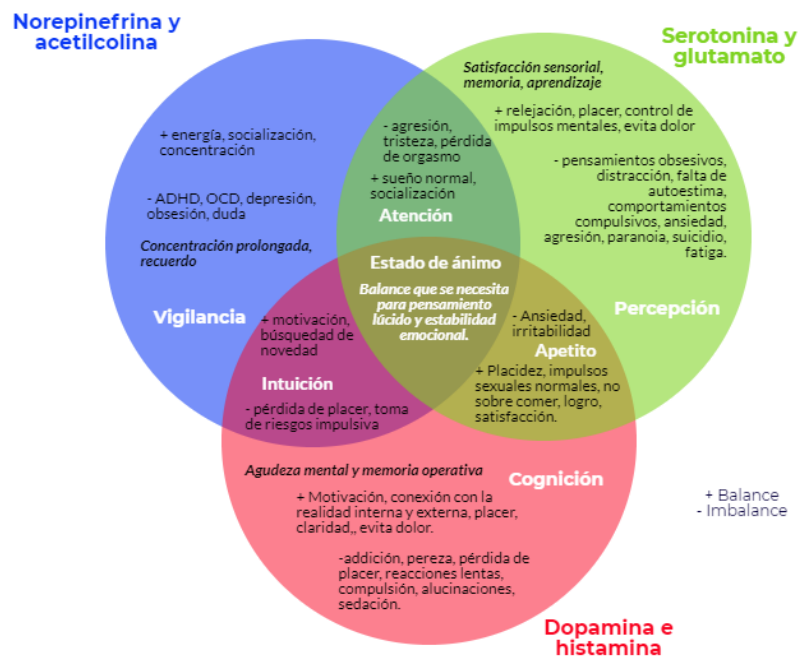 Norepinefrina y
acetilcolina
Serotonina y
glutamato
Satisfacción sensorial,
memoria, aprendizaje
+ relajación, placer, control de
impulsos mentales, evita dolor
- pensamientos obsesivos,
distracción, falta de
autoestima,
comportamientos
compulsivos, ansiedad,
agresión, paranoia, suicidio,
fatiga.
Percepción
+ energía, socialización,
concentración
- ADHD, OCD, depresión,
obsesión, duda
Concentración prolongada,
recuerdo
Vigilancia
- agresión,
tristeza, pérdida
de orgasmo
+ sueño normal,
socialización
Atención
Estado de ánimo
Balance que se necesita
para pensamiento
lúcido y estabilidad
emocional.
+ motivación,
búsquedad de
novedad
Intuición
- pérdida de placer, toma
de riesgos impulsiva
- Ansiedad,
irritabilidad
Apetito
+ Placidez, impulsos
sexuales normales, no
sobre comer, logro,
satisfacción.
Agudeza mental y memoria operativa
Cognición
+ Motivación, conexión con la
realidad interna y externa, placer,
claridad,, evita dolor.
-addición, pereza, pérdida de
placer, reacciones lentas,
compulsión, alucinaciones,
sedación.
+ Balance
- Imbalance
Dopamina e
histamina